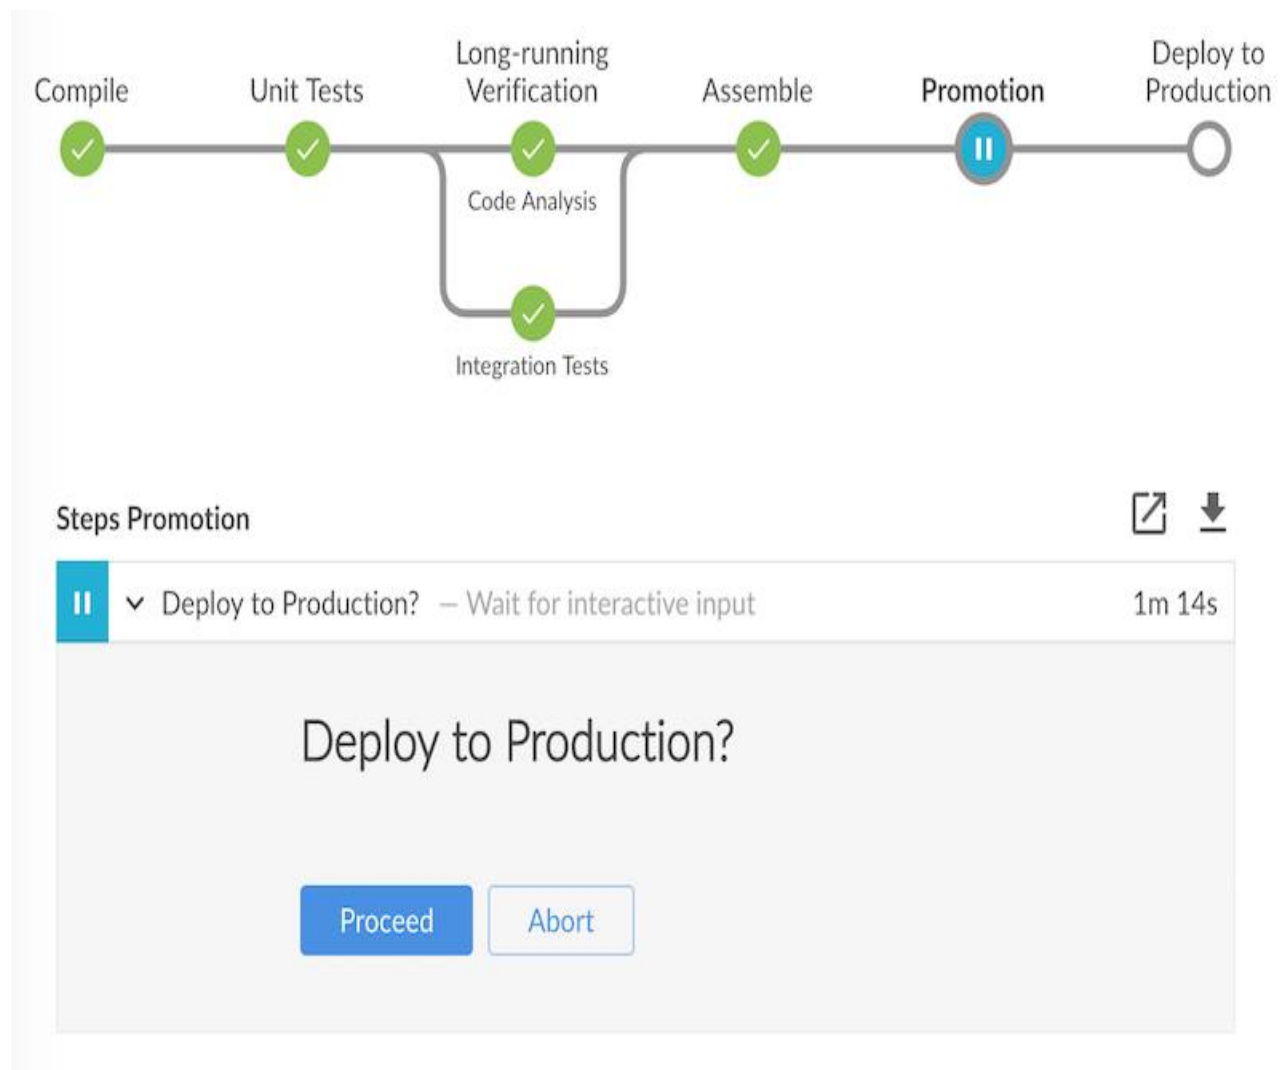 Compile
Unit Tests
Long-running
Verification
Assemble
Promotion
Deploy to
Production
Code Analysis
Integration Tests
Steps Promotion
Deploy to Production? – Wait for interactive input 1m 14s
Deploy to Production?
Proceed
Abort